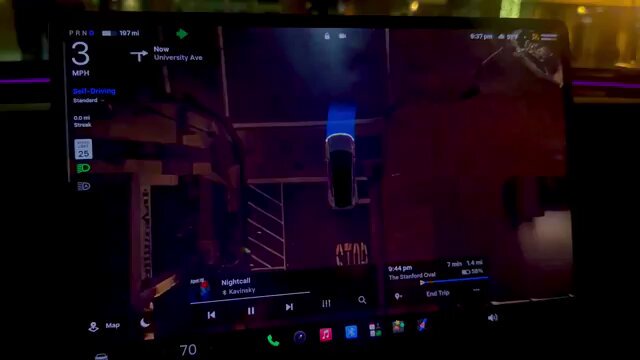 P R N D 197 mi
9:37 pm
3
MPH
Now
University Ave
Self-Driving
Standard
0.0 mi
Streak
25
STOP
Nightcall
Kavinsky
9:44 pm 7 min 1.4 mi
The Stanford Oval 58%
End Trip
Map
70